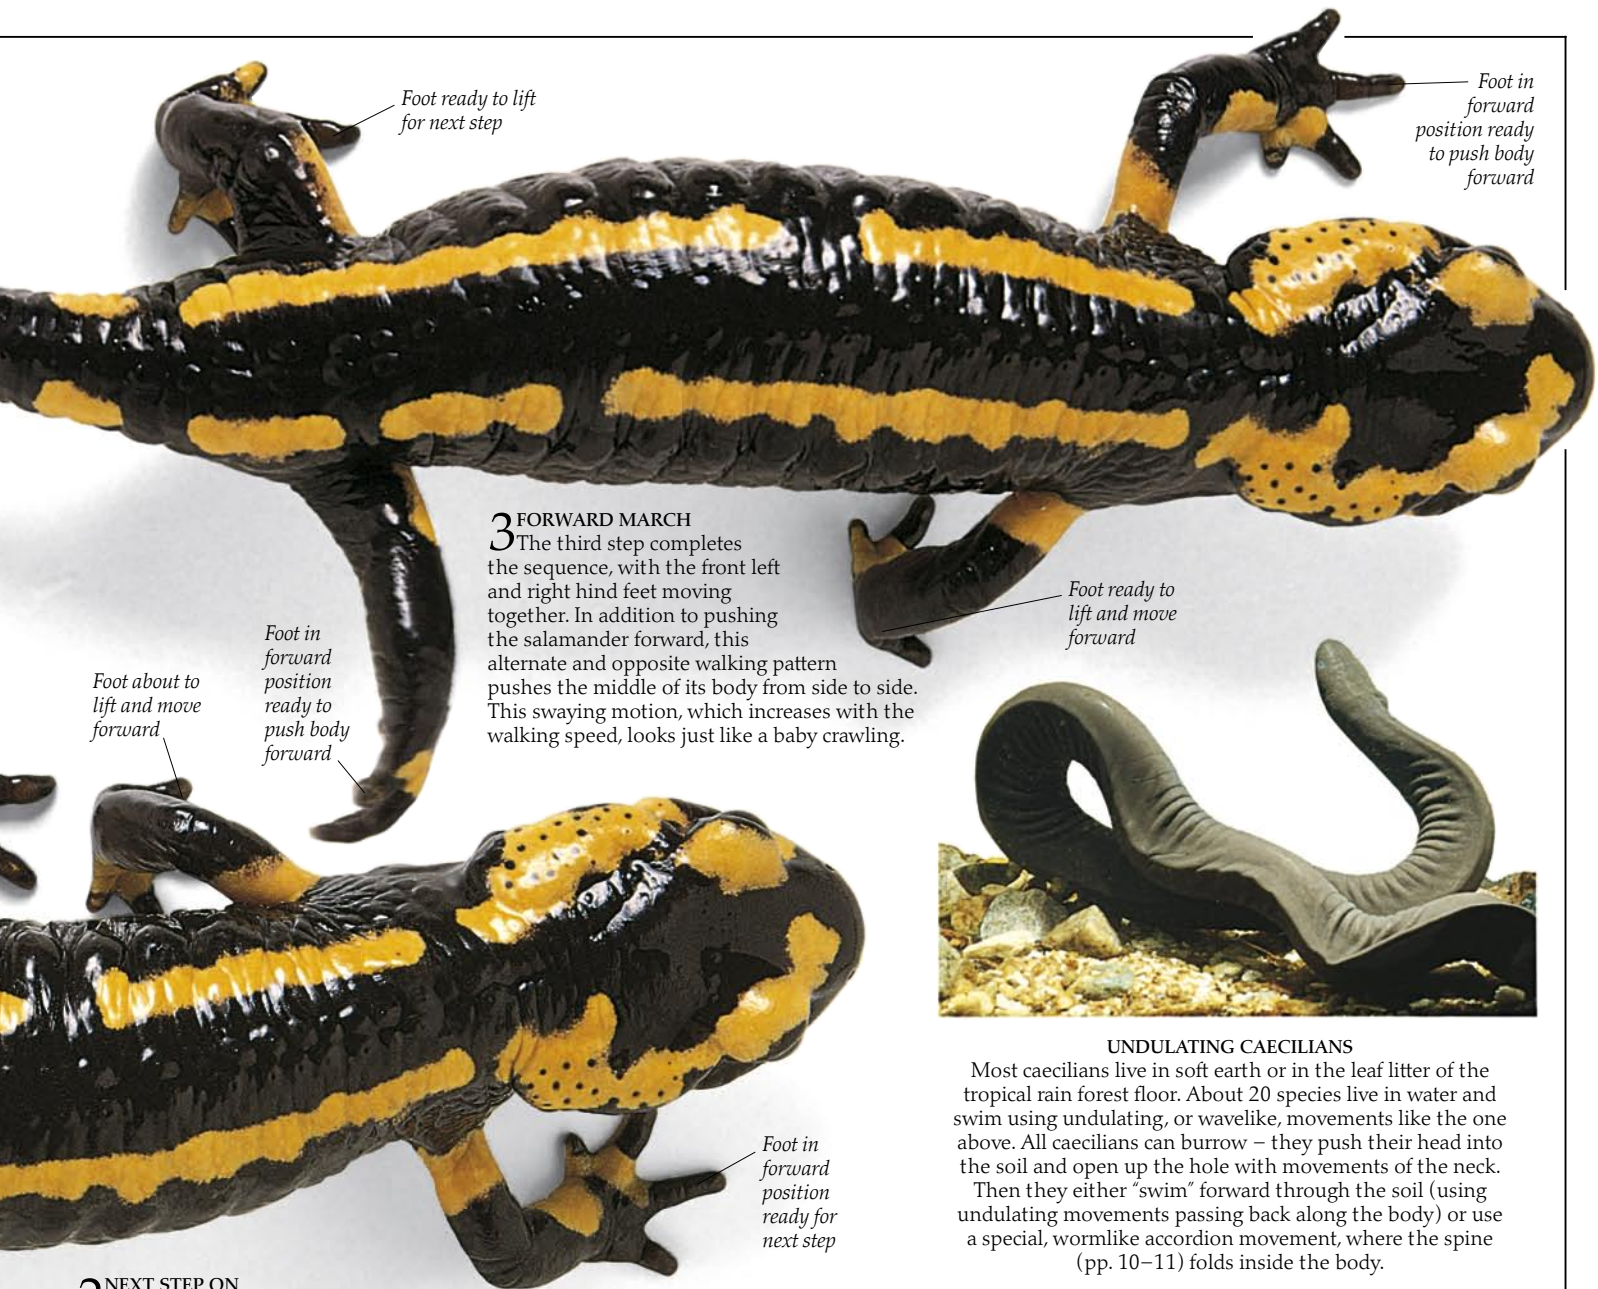 Foot ready to lift
for next step
Foot in
forward
position ready
to push body
forward
3 FORWARD MARCH
The third step completes
the sequence, with the front left
and right hind feet moving
together. In addition to pushing
the salamander forward, this
alternate and opposite walking pattern
pushes the middle of its body from side to side.
This swaying motion, which increases with the
walking speed, looks just like a baby crawling.
Foot ready to
lift and move
forward
Foot in
forward
position
ready to
push body
forward
Foot about to
lift and move
forward
Foot in
forward
position
ready for
next step
UNDULATING CAECILIANS
Most caecilians live in soft earth or in the leaf litter of the
tropical rain forest floor. About 20 species live in water and
swim using undulating, or wavelike, movements like the one
above. All caecilians can burrow – they push their head into
the soil and open up the hole with movements of the neck.
Then they either “swim” forward through the soil (using
undulating movements passing back along the body) or use
a special, wormlike accordion movement, where the spine
(pp. 10–11) folds inside the body.
NEXT STEP ON